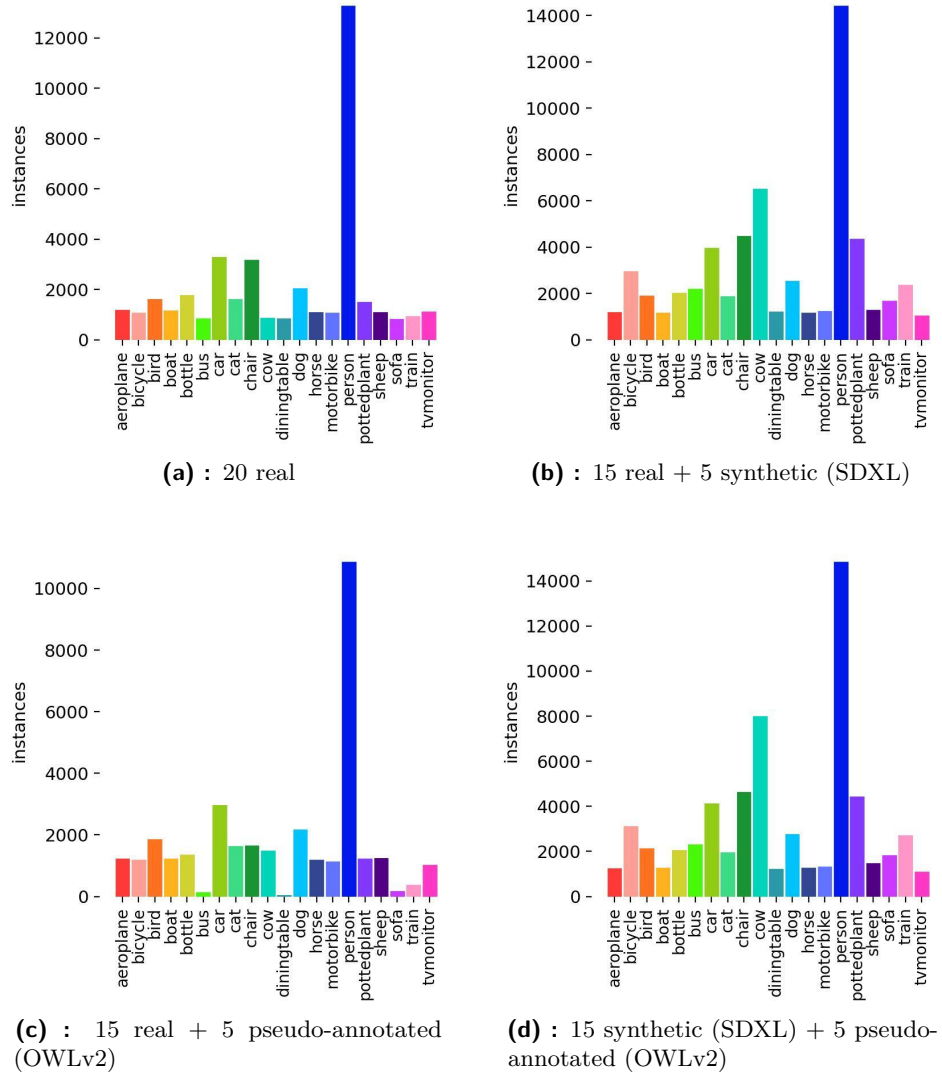 12000
10000
8000
6000
4000
2000
0
instances
aeroplane
bicycle
bird
boat
bottle
bus
car
cat
chair
cow
diningtable
dog
horse
motorbike
person
pottedplant
sheep
sofa
train
tvmonitor
(a) : 20 real
14000
12000
10000
8000
6000
4000
2000
0
instances
aeroplane
bicycle
bird
boat
bottle
bus
car
cat
chair
cow
diningtable
dog
horse
motorbike
person
pottedplant
sheep
sofa
train
tvmonitor
(b) : 15 real + 5 synthetic (SDXL)
10000
8000
6000
4000
2000
0
instances
aeroplane
bicycle
bird
boat
bottle
bus
car
cat
chair
cow
diningtable
dog
horse
motorbike
person
pottedplant
sheep
sofa
train
tvmonitor
(c) : 15 real + 5 pseudo-annotated
(OWLv2)
14000
12000
10000
8000
6000
4000
2000
0
instances
aeroplane
bicycle
bird
boat
bottle
bus
car
cat
chair
cow
diningtable
dog
horse
motorbike
person
pottedplant
sheep
sofa
train
tvmonitor
(d) : 15 synthetic (SDXL) + 5 pseudo-
annotated (OWLv2)